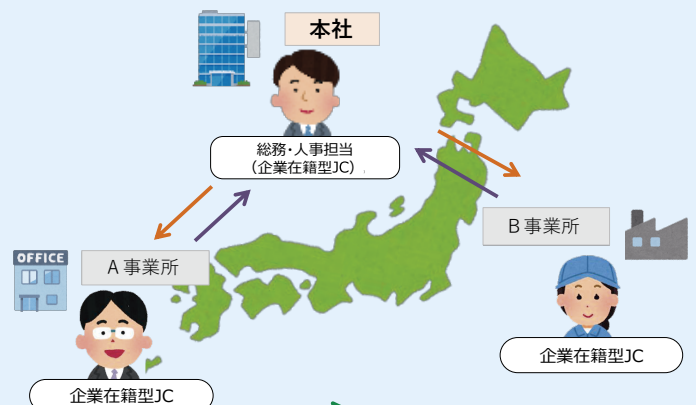 本社
総務・人事担当
（企業在籍型JC）
B 事業所
OFFICE
A 事業所
企業在籍型JC
企業在籍型JC